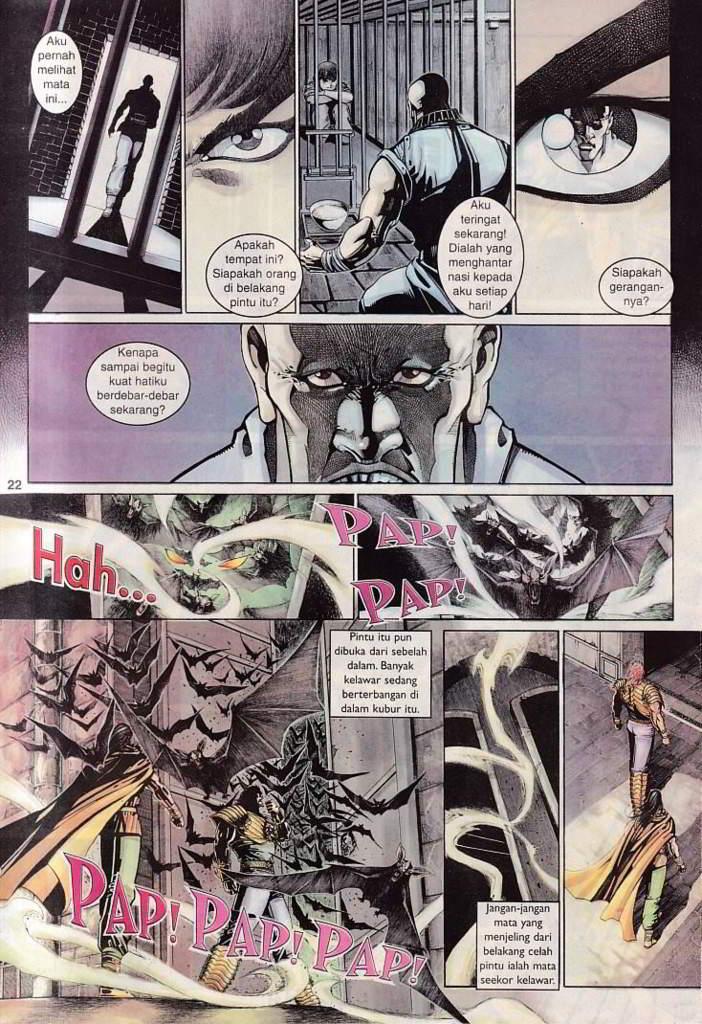 Aku
pernah
melihat
mata
ini...
Apakah
tempat ini?
Siapakah orang
di belakang
pintu itu?
Aku
teringat
sekarang!
Dialah yang
menghantar
nasi kepada
aku setiap
hari!
Siapakah
gerangan-
nya?
Kenapa
sampai begitu
kuat hatiku
berdebar-debar
sekarang?
22
Hah...
PAP!
PAP!
Pintu itu pun
dibuka dari sebelah
dalam. Banyak
kelawar sedang
berterbangan di
dalam kubur itu.
PAP! PAP! PAP!
Jangan-jangan
mata yang
menjeling dari
belakang celah
pintu ialah mata
seekor kelawar.